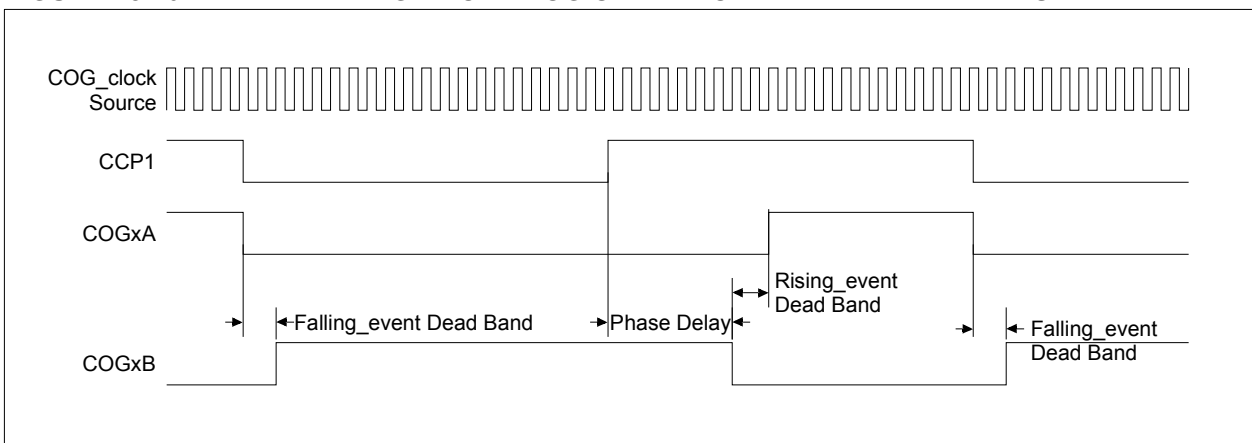 COG_clock
Source
CCP1
COGxA
Rising_event
Dead Band
Falling_event Dead Band
Phase Delay
Falling_event
Dead Band
COGxB